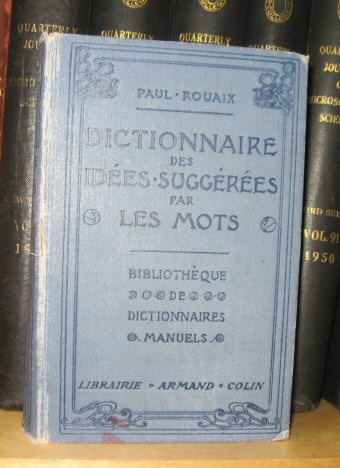 PAUL · ROUAIX
DICTIONNAIRE
DES
IDÉES · SUGGÉRÉES
PAR
LES MOTS
BIBLIOTHÈQUE
DE
DICTIONNAIRES
MANUELS
LIBRAIRIE · ARMAND · COLIN
QUARTERLY
QUARTERLY
VOL. 91
1950